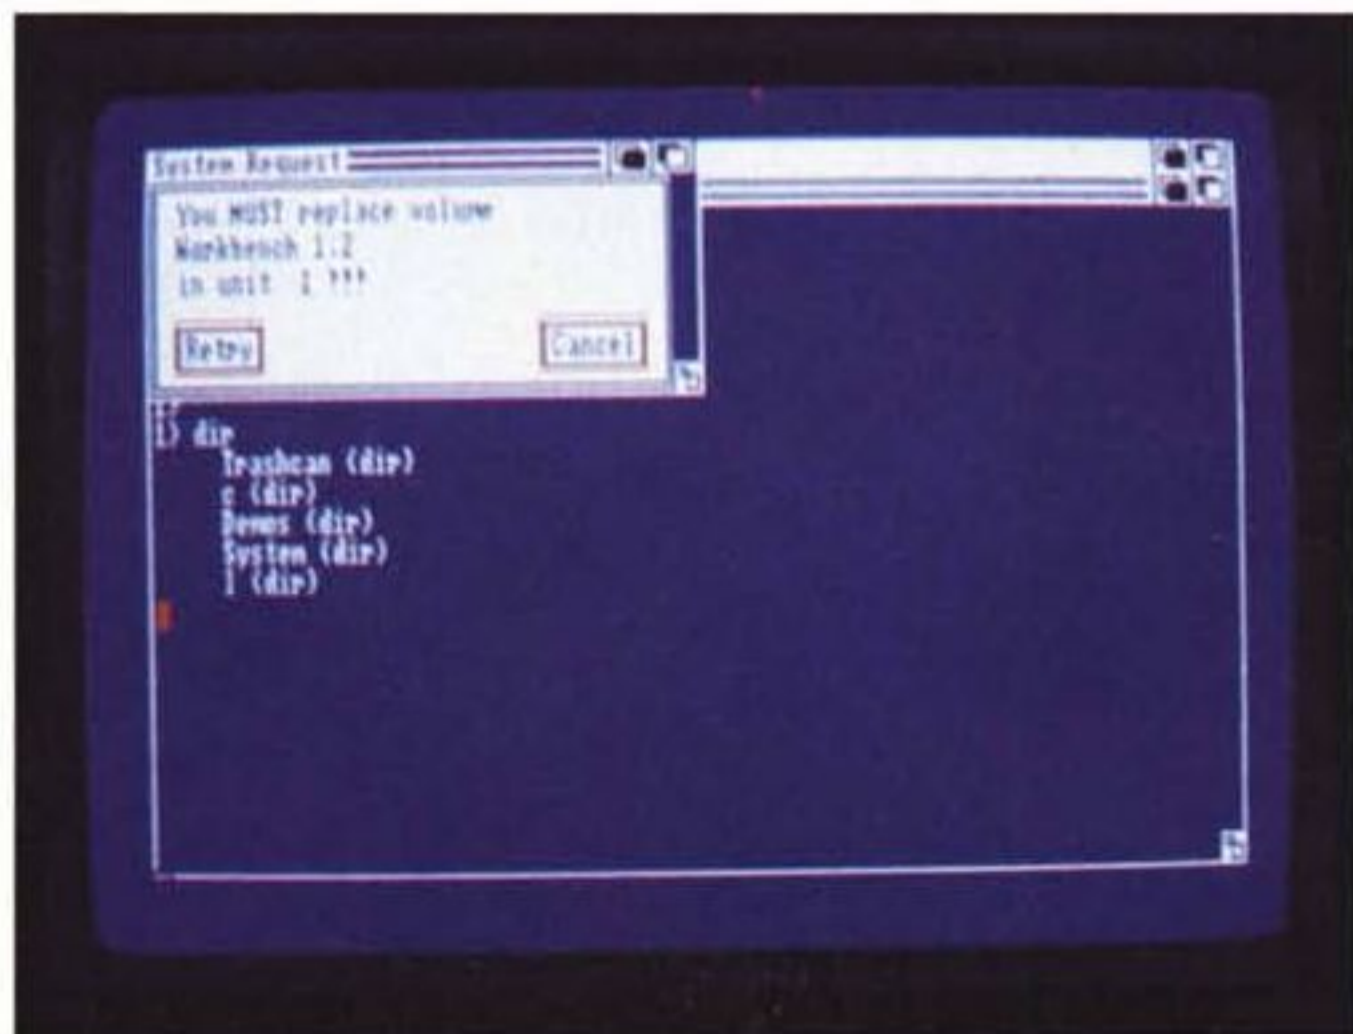 System Request
You MUST replace volume
Workbench 1.2
in unit 1 !!!
Retry
Cancel
1> dir
Trashcan (dir)
c (dir)
Demos (dir)
System (dir)
l (dir)